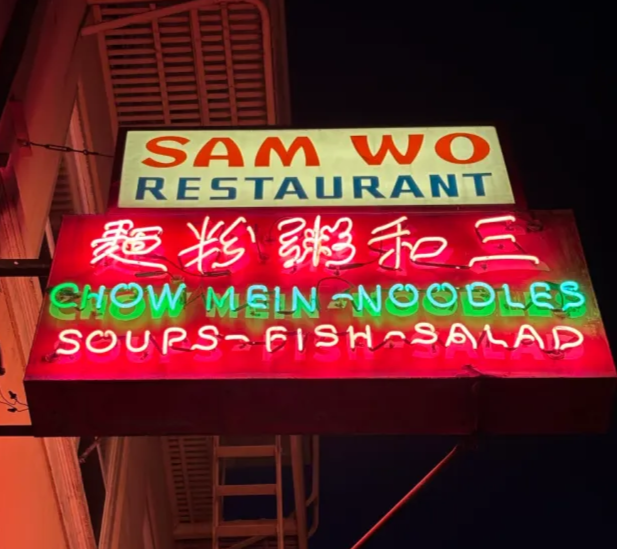 SAM WO
RESTAURANT
麵粉粥和三
CHOW MEIN-NOODLES
SOUPS-FISH-SALAD